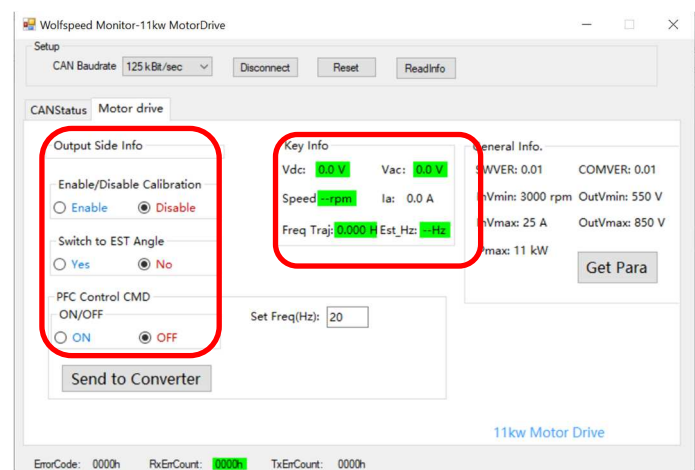 Wolfspeed Monitor-11kw MotorDrive
Setup
CAN Baudrate 125 kBit/sec Disconnect Reset ReadInfo
CANStatus Motor drive
Output Side Info
Enable/Disable Calibration
Enable Disable
Switch to EST Angle
Yes No
PFC Control CMD
ON/OFF
ON OFF
Send to Converter
Set Freq(Hz): 20
Key Info
Vdc: 0.0 V Vac: 0.0 V
Speed --rpm Ia: 0.0 A
Freq Traj: 0.000 H Est_Hz: --Hz
General Info.
SWVER: 0.01 COMVER: 0.01
InVmin: 3000 rpm OutVmin: 550 V
InVmax: 25 A OutVmax: 850 V
max: 11 kW
Get Para
11kw Motor Drive
ErrorCode: 0000h RxErrCount: 0000h TxErrCount: 0000h